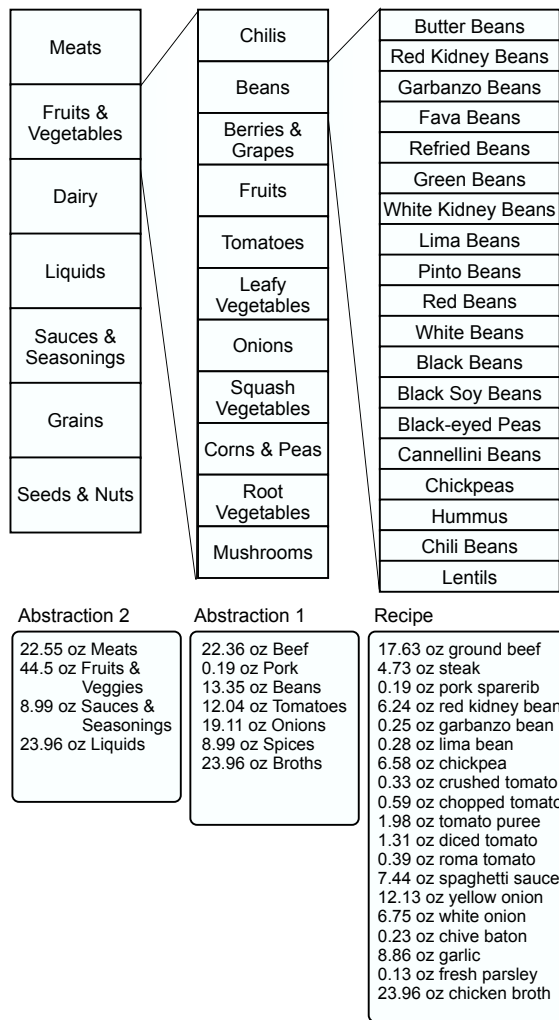 Meats
Fruits &
Vegetables
Dairy
Liquids
Sauces &
Seasonings
Grains
Seeds & Nuts
Chilis
Beans
Berries &
Grapes
Fruits
Tomatoes
Leafy
Vegetables
Onions
Squash
Vegetables
Corns & Peas
Root
Vegetables
Mushrooms
Butter Beans
Red Kidney Beans
Garbanzo Beans
Fava Beans
Refried Beans
Green Beans
White Kidney Beans
Lima Beans
Pinto Beans
Red Beans
White Beans
Black Beans
Black Soy Beans
Black-eyed Peas
Cannellini Beans
Chickpeas
Hummus
Chili Beans
Lentils
Abstraction 2
22.55 oz Meats
44.5 oz Fruits &
Veggies
8.99 oz Sauces &
Seasonings
23.96 oz Liquids
Abstraction 1
22.36 oz Beef
0.19 oz Pork
13.35 oz Beans
12.04 oz Tomatoes
19.11 oz Onions
8.99 oz Spices
23.96 oz Broths
Recipe
17.63 oz ground beef
4.73 oz steak
0.19 oz pork sparerib
6.24 oz red kidney bean
0.25 oz garbanzo bean
0.28 oz lima bean
6.58 oz chickpea
0.33 oz crushed tomato
0.59 oz chopped tomato
1.98 oz tomato puree
1.31 oz diced tomato
0.39 oz roma tomato
7.44 oz spaghetti sauce
12.13 oz yellow onion
6.75 oz white onion
0.23 oz chive baton
8.86 oz garlic
0.13 oz fresh parsley
23.96 oz chicken broth